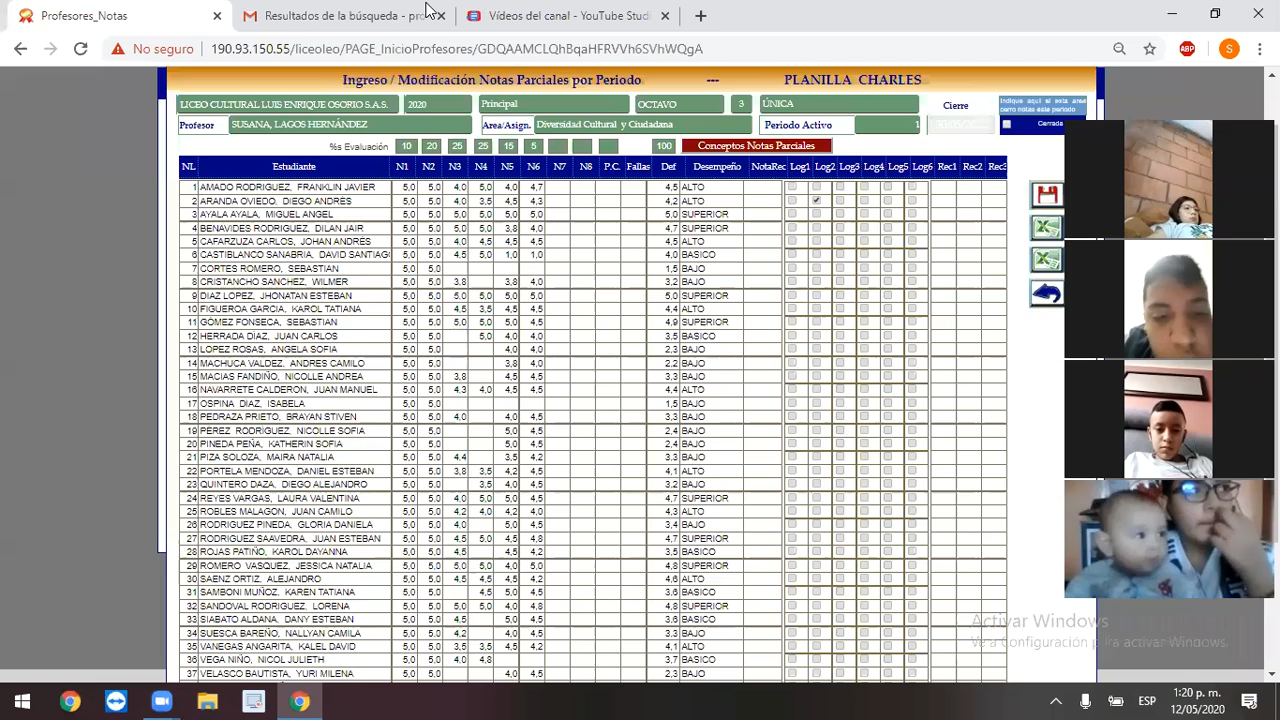 Profesores_Notas
Resultados de la búsqueda - pro
Vídeos del canal - YouTube Studi
No seguro
190.93.150.55/liceoleo/PAGE_InicioProfesores/GDQAAMCLQhBqaHFRVVh6SVhWQgA
Ingreso / Modificación Notas Parciales por Periodo --- PLANILLA CHARLES
LICEO CULTURAL LUIS ENRIQUE OSORIO S.A.S. 2020 Principal OCTAVO 3 ÚNICA Cierre
Profesor SUSANA, LAGOS HERNÁNDEZ Area/Asign. Diversidad Cultural y Ciudadana Periodo Activo 1 Cerrada
%s Evaluación 10 20 25 25 15 5 100 Conceptos Notas Parciales
NL Estudiante N1 N2 N3 N4 N5 N6 N7 N8 P.C. Fallas Def Desempeño NotaRec Log1 Log2 Log3 Log4 Log5 Log6 Rec1 Rec2 Rec3
1 AMADO RODRIGUEZ, FRANKLIN JAVIER 5,0 5,0 4,0 5,0 4,0 4,7 4,5 ALTO
2 ARANDA OVIEDO, DIEGO ANDRÉS 5,0 5,0 4,0 3,5 4,5 4,3 4,2 ALTO
3 AYALA AYALA, MIGUEL ANGEL 5,0 5,0 5,0 5,0 5,0 5,0 5,0 SUPERIOR
4 BENAVIDES RODRIGUEZ, DILAN JAIR 5,0 5,0 5,0 5,0 3,8 4,0 4,7 SUPERIOR
5 CAFARZUZA CARLOS, JOHAN ANDRÉS 5,0 5,0 4,0 4,5 4,5 4,5 4,5 ALTO
6 CASTIBLANCO SANABRIA, DAVID SANTIAG 5,0 5,0 4,5 5,0 1,0 1,0 4,0 BASICO
7 CORTES ROMERO, SEBASTIAN 5,0 5,0 1,5 BAJO
8 CRISTANCHO SANCHEZ, WILMER 5,0 5,0 3,8 3,8 4,0 3,2 BAJO
9 DIAZ LOPEZ, JHONATAN ESTEBAN 5,0 5,0 5,0 5,0 5,0 5,0 5,0 SUPERIOR
10 FIGUEROA GARCIA, KAROL TATIANA 5,0 5,0 4,5 3,5 4,5 4,5 4,4 ALTO
11 GÓMEZ FONSECA, SEBASTIAN 5,0 5,0 5,0 5,0 5,0 4,5 4,9 SUPERIOR
12 HERRADA DIAZ, JUAN CARLOS 5,0 5,0 5,0 4,0 4,0 3,5 BASICO
13 LOPEZ ROSAS, ANGELA SOFIA 5,0 5,0 4,0 4,0 2,3 BAJO
14 MACHUCA VALDEZ, ANDRES CAMILO 5,0 5,0 3,8 4,0 2,2 BAJO
15 MACIAS FANDIÑO, NICOLLE ANDREA 5,0 5,0 3,8 4,5 4,5 3,3 BAJO
16 NAVARRETE CALDERON, JUAN MANUEL 5,0 5,0 4,3 4,0 4,5 4,5 4,4 ALTO
17 OSPINA DIAZ, ISABELA 5,0 5,0 1,5 BAJO
18 PEDRAZA PRIETO, BRAYAN STIVEN 5,0 5,0 4,0 4,0 4,5 3,3 BAJO
19 PÉREZ RODRÍGUEZ, NICOLLE SOFIA 5,0 5,0 5,0 4,5 2,4 BAJO
20 PINEDA PEÑA, KATHERIN SOFIA 5,0 5,0 5,0 4,5 2,4 BAJO
21 PIZA SOLOZA, MAIRA NATALIA 5,0 5,0 4,4 3,5 4,2 3,3 BAJO
22 PORTELA MENDOZA, DANIEL ESTEBAN 5,0 5,0 3,8 3,5 4,2 4,5 4,1 ALTO
23 QUINTERO DAZA, DIEGO ALEJANDRO 5,0 5,0 3,5 4,0 4,5 3,2 BAJO
24 REYES VARGAS, LAURA VALENTINA 5,0 5,0 4,0 5,0 5,0 4,5 4,7 SUPERIOR
25 ROBLES MALAGON, JUAN CAMILO 5,0 5,0 4,2 4,0 4,0 4,2 4,3 ALTO
26 RODRIGUEZ PINEDA, GLORIA DANIELA 5,0 5,0 4,0 5,0 4,5 3,4 BAJO
27 RODRIGUEZ SAAVEDRA, JUAN ESTEBAN 5,0 5,0 4,5 5,0 4,5 4,8 4,7 SUPERIOR
28 ROJAS PATIÑO, KAROL DAYANNA 5,0 5,0 4,5 4,5 4,2 3,5 BASICO
29 ROMERO VASQUEZ, JESSICA NATALIA 5,0 5,0 5,0 5,0 4,0 5,0 4,8 SUPERIOR
30 SAENZ ORTIZ, ALEJANDRO 5,0 5,0 4,5 4,5 4,5 4,2 4,6 ALTO
31 SAMBONI MUÑOZ, KAREN TATIANA 5,0 5,0 4,5 5,0 4,5 3,6 BASICO
32 SANDOVAL RODRIGUEZ, LORENA 5,0 5,0 5,0 5,0 4,0 4,8 4,8 SUPERIOR
33 SIABATO ALDANA, DANY ESTEBAN 5,0 5,0 4,5 5,0 4,5 3,6 BASICO
34 SUESCA BAREÑO, NALLYAN CAMILA 5,0 5,0 4,2 4,0 4,5 3,3 BAJO
35 VANEGAS ANGARITA, KALEL DAVID 5,0 5,0 3,5 3,5 4,5 4,2 4,1 ALTO
36 VEGA NIÑO, NICOL JULIETH 5,0 5,0 4,0 4,8 3,7 BASICO
37 VELASCO BAUTISTA, YURI MILENA 5,0 5,0 4,0 4,5 2,3 BAJO
Activar Windows
Ve a Configuración para activar Windows.
ESP
1:20 p. m.
12/05/2020